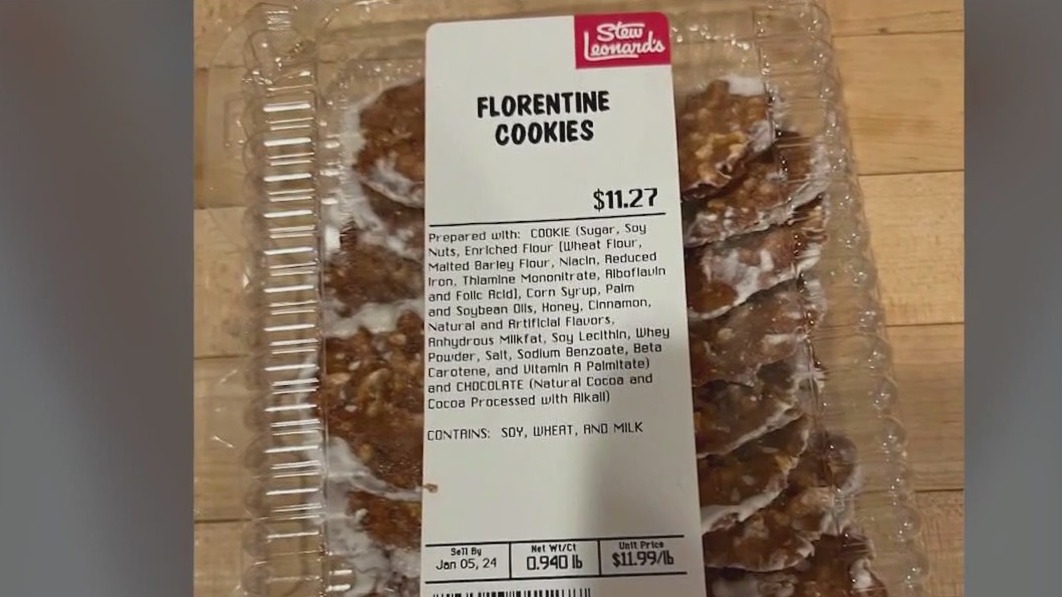 Stew
Leonard's
FLORENTINE
COOKIES
$11.27
Prepared with: COOKIE (Sugar, Soy
Nuts, Enriched Flour [Wheat Flour,
Malted Barley Flour, Niacin, Reduced
Iron, Thiamine Mononitrate, Riboflavin
and Folic Acid], Corn Syrup, Palm
and Soybean Oils, Honey, Cinnamon,
Natural and Artificial Flavors,
Anhydrous Milkfat, Soy Lecithin, Whey
Powder, Salt, Sodium Benzoate, Beta
Carotene, and Vitamin A Palmitate)
and CHOCOLATE (Natural Cocoa and
Cocoa Processed with Alkali)
CONTAINS: SOY, WHEAT, AND MILK
Sell By Net Wt/Ct Unit Price
Jan 05, 24 0.940 lb $11.99/lb